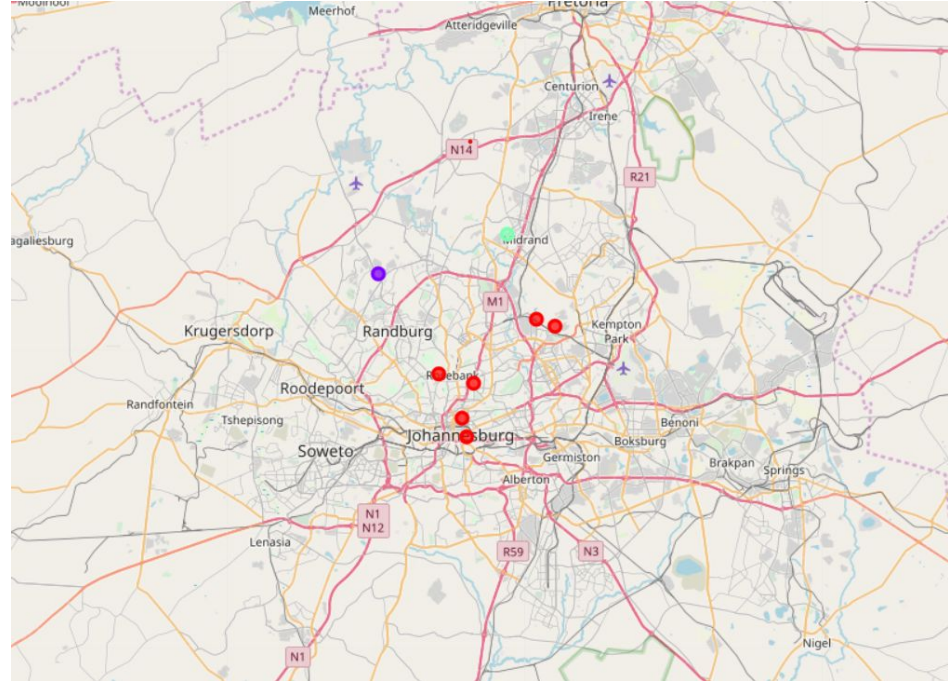 Meerhof
Atteridgeville
Centurion
Irene
N14
R21
Midrand
agaliesburg
M1
Krugersdorp
Randburg
Kempton
Park
Roodepoort
Randfontein
Tshepisong
Johannesburg
Soweto
Benoni
Boksburg
Germiston
Brakpan
Springs
Alberton
N1
N12
Lenasia
R59
N3
Nigel
N1